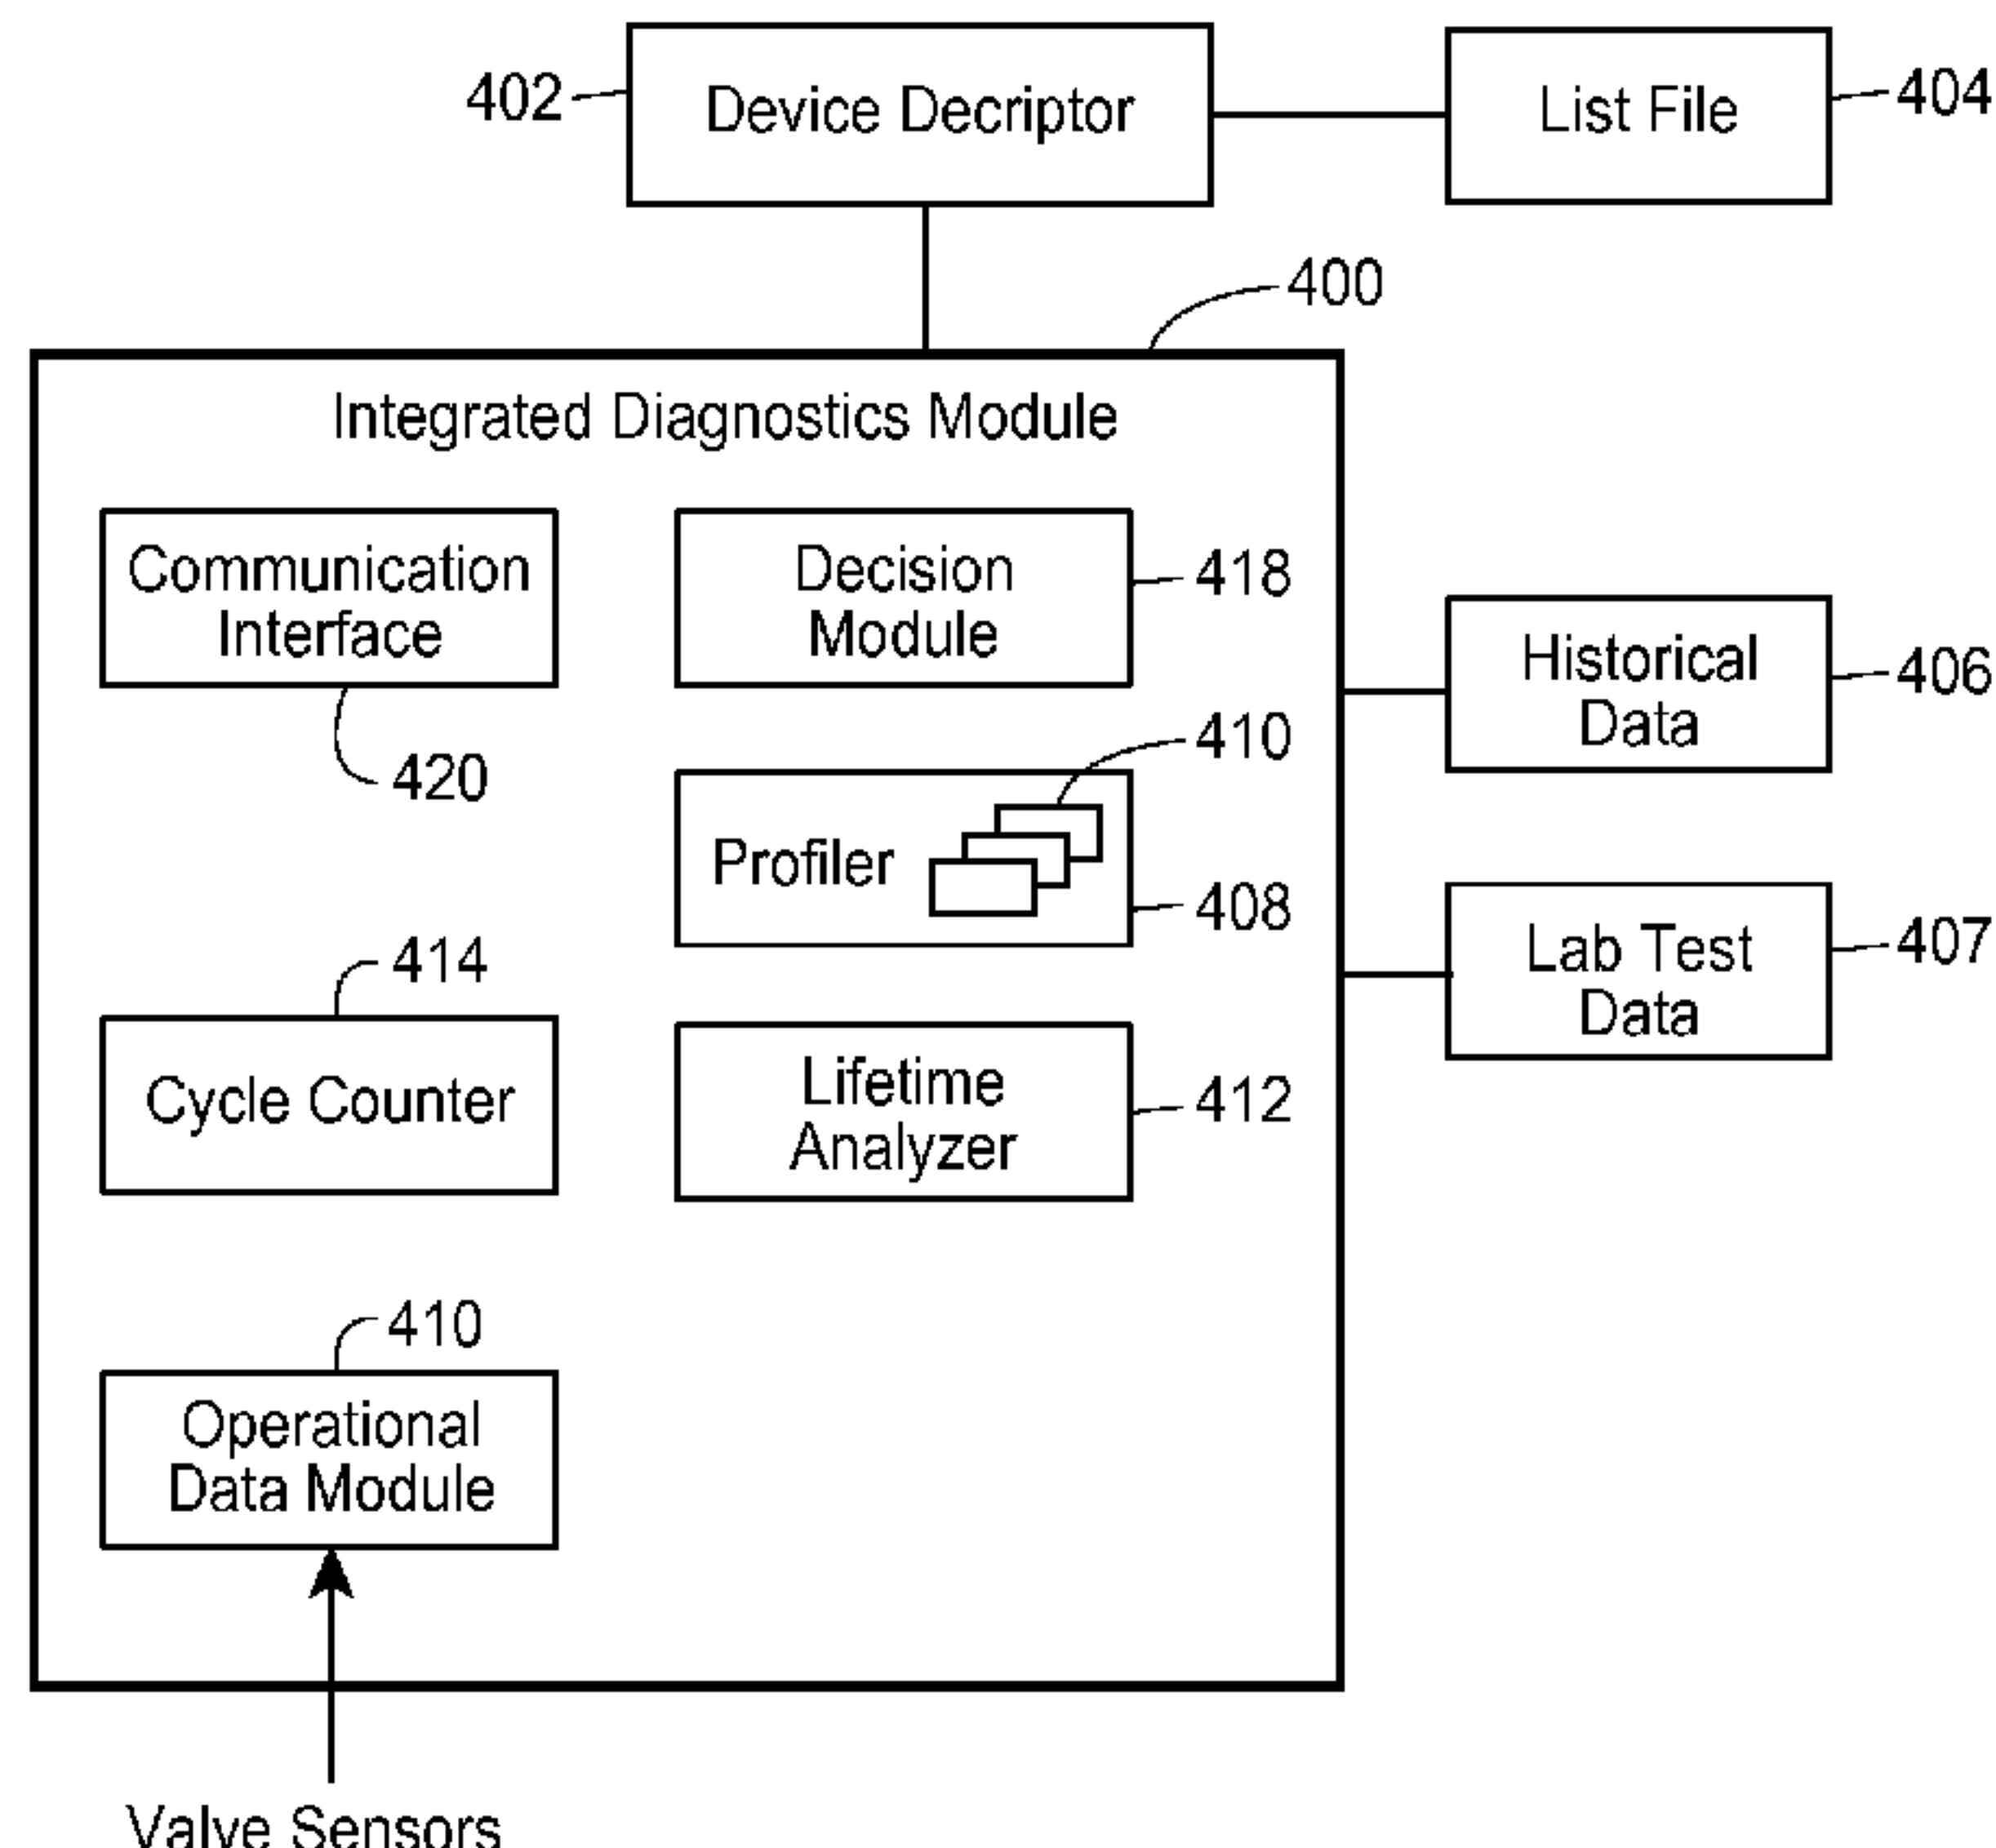 402
Device Decriptor
List File
404
400
Integrated Diagnostics Module
Communication
Interface
420
Decision
Module
418
Historical
Data
406
410
Profiler
408
Lab Test
Data
407
414
Cycle Counter
Lifetime
Analyzer
412
410
Operational
Data Module
Valve Sensors